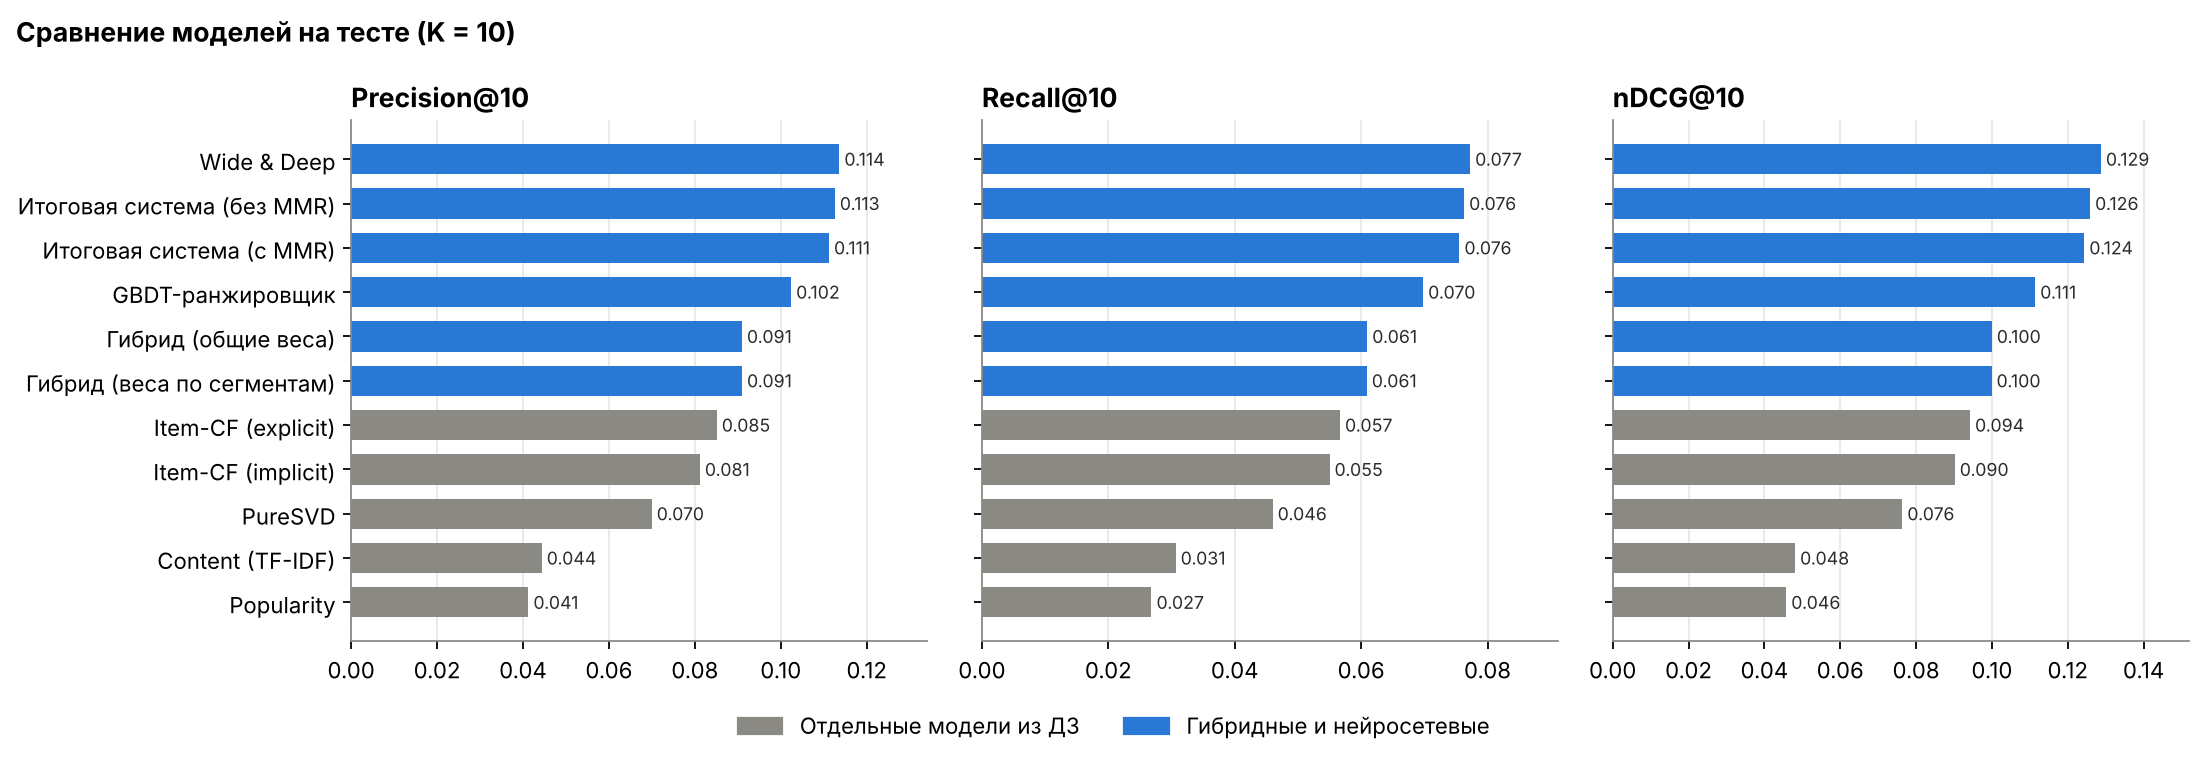 Сравнение моделей на тесте (K = 10)
Precision@10
Recall@10
nDCG@10
Wide & Deep
Итоговая система (без MMR)
Итоговая система (с MMR)
GBDT-ранжировщик
Гибрид (общие веса)
Гибрид (веса по сегментам)
Item-CF (explicit)
Item-CF (implicit)
PureSVD
Content (TF-IDF)
Popularity
0.114
0.113
0.111
0.102
0.091
0.091
0.085
0.081
0.070
0.044
0.041
0.00 0.02 0.04 0.06 0.08 0.10 0.12
0.077
0.076
0.076
0.070
0.061
0.061
0.057
0.055
0.046
0.031
0.027
0.00 0.02 0.04 0.06 0.08
0.129
0.126
0.124
0.111
0.100
0.100
0.094
0.090
0.076
0.048
0.046
0.00 0.02 0.04 0.06 0.08 0.10 0.12 0.14
Отдельные модели из ДЗ
Гибридные и нейросетевые